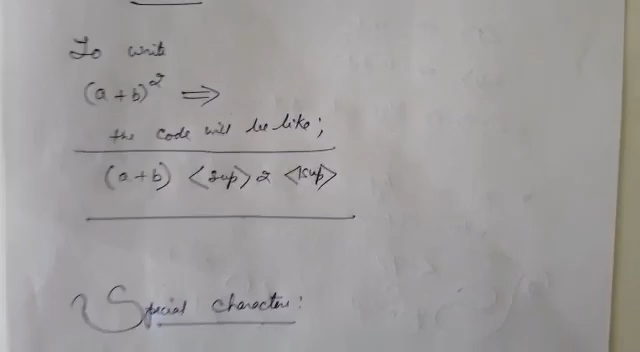 To write
(a+b)² ⇒
the code will be like;
(a+b) <sup>2 </sup>
Special characters: